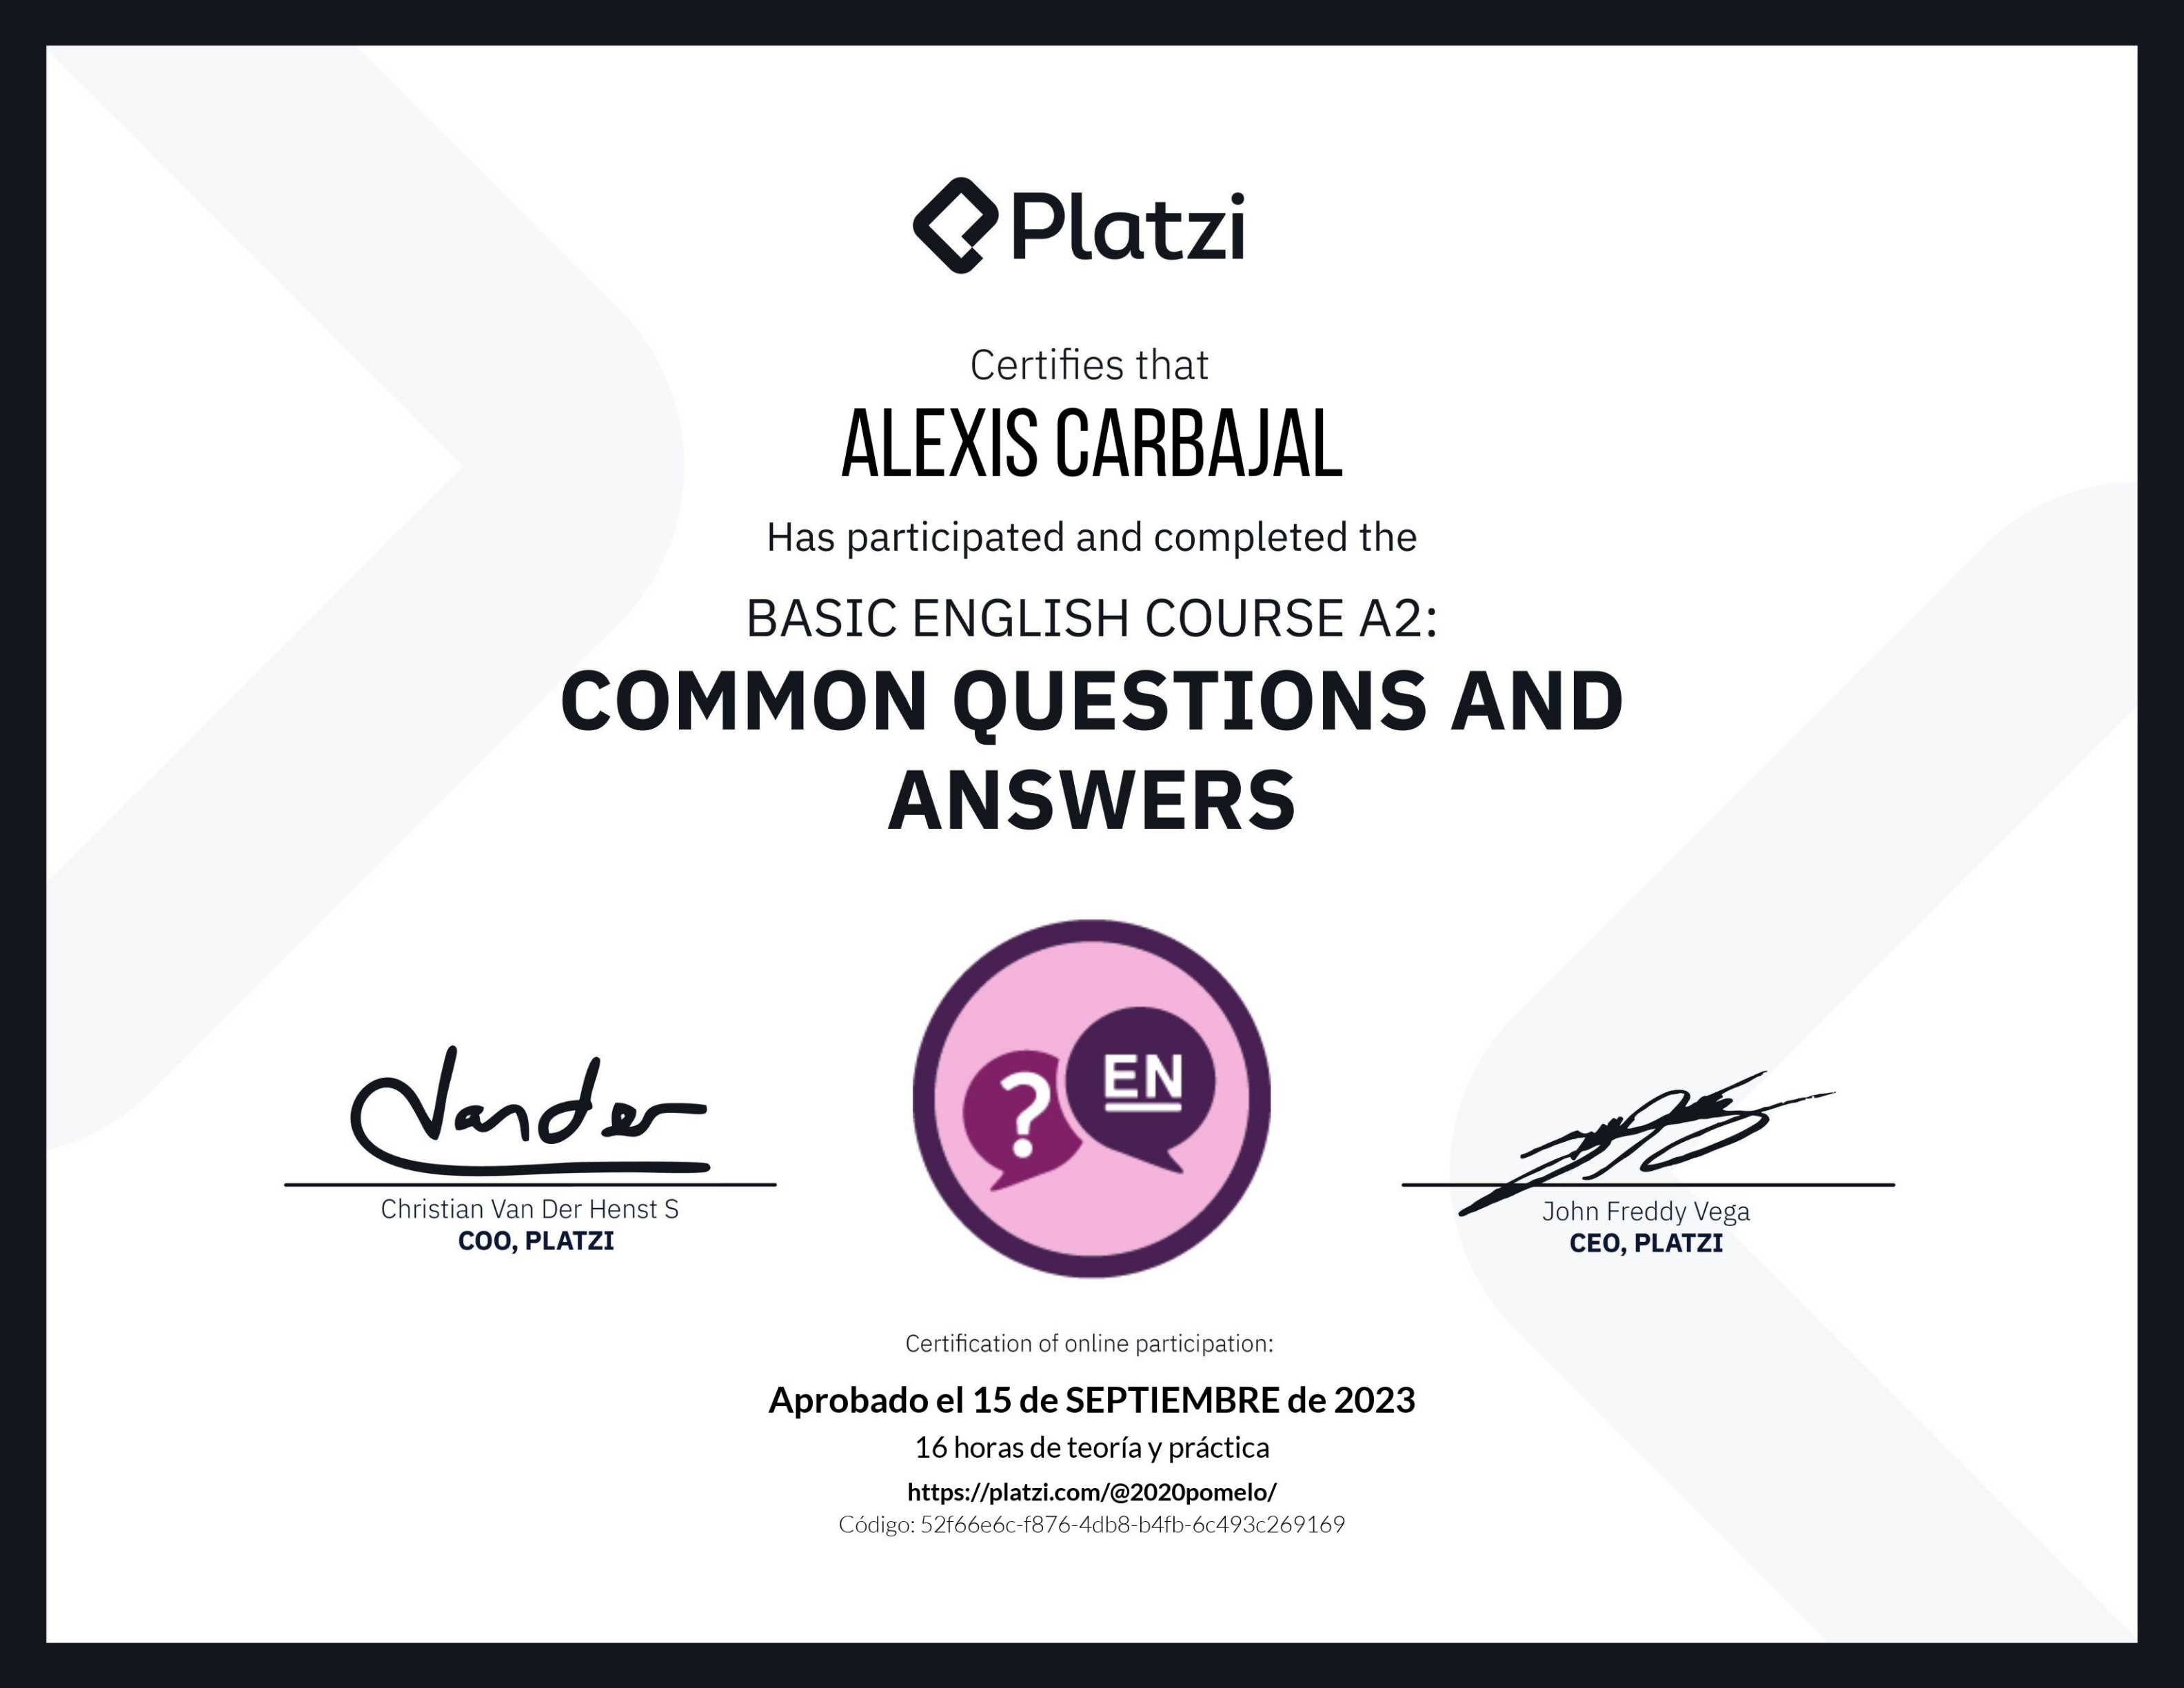 Platzi
Certifies that
ALEXIS CARBAJAL
Has participated and completed the
BASIC ENGLISH COURSE A2:
COMMON QUESTIONS AND
ANSWERS
? EN
Vander
Christian Van Der Henst S
COO, PLATZI
John Freddy Vega
CEO, PLATZI
Certification of online participation:
Aprobado el 15 de SEPTIEMBRE de 2023
16 horas de teoría y práctica
https://platzi.com/@2020pomelo/
Código: 52f66e6c-f876-4db8-b4fb-6c493c269169